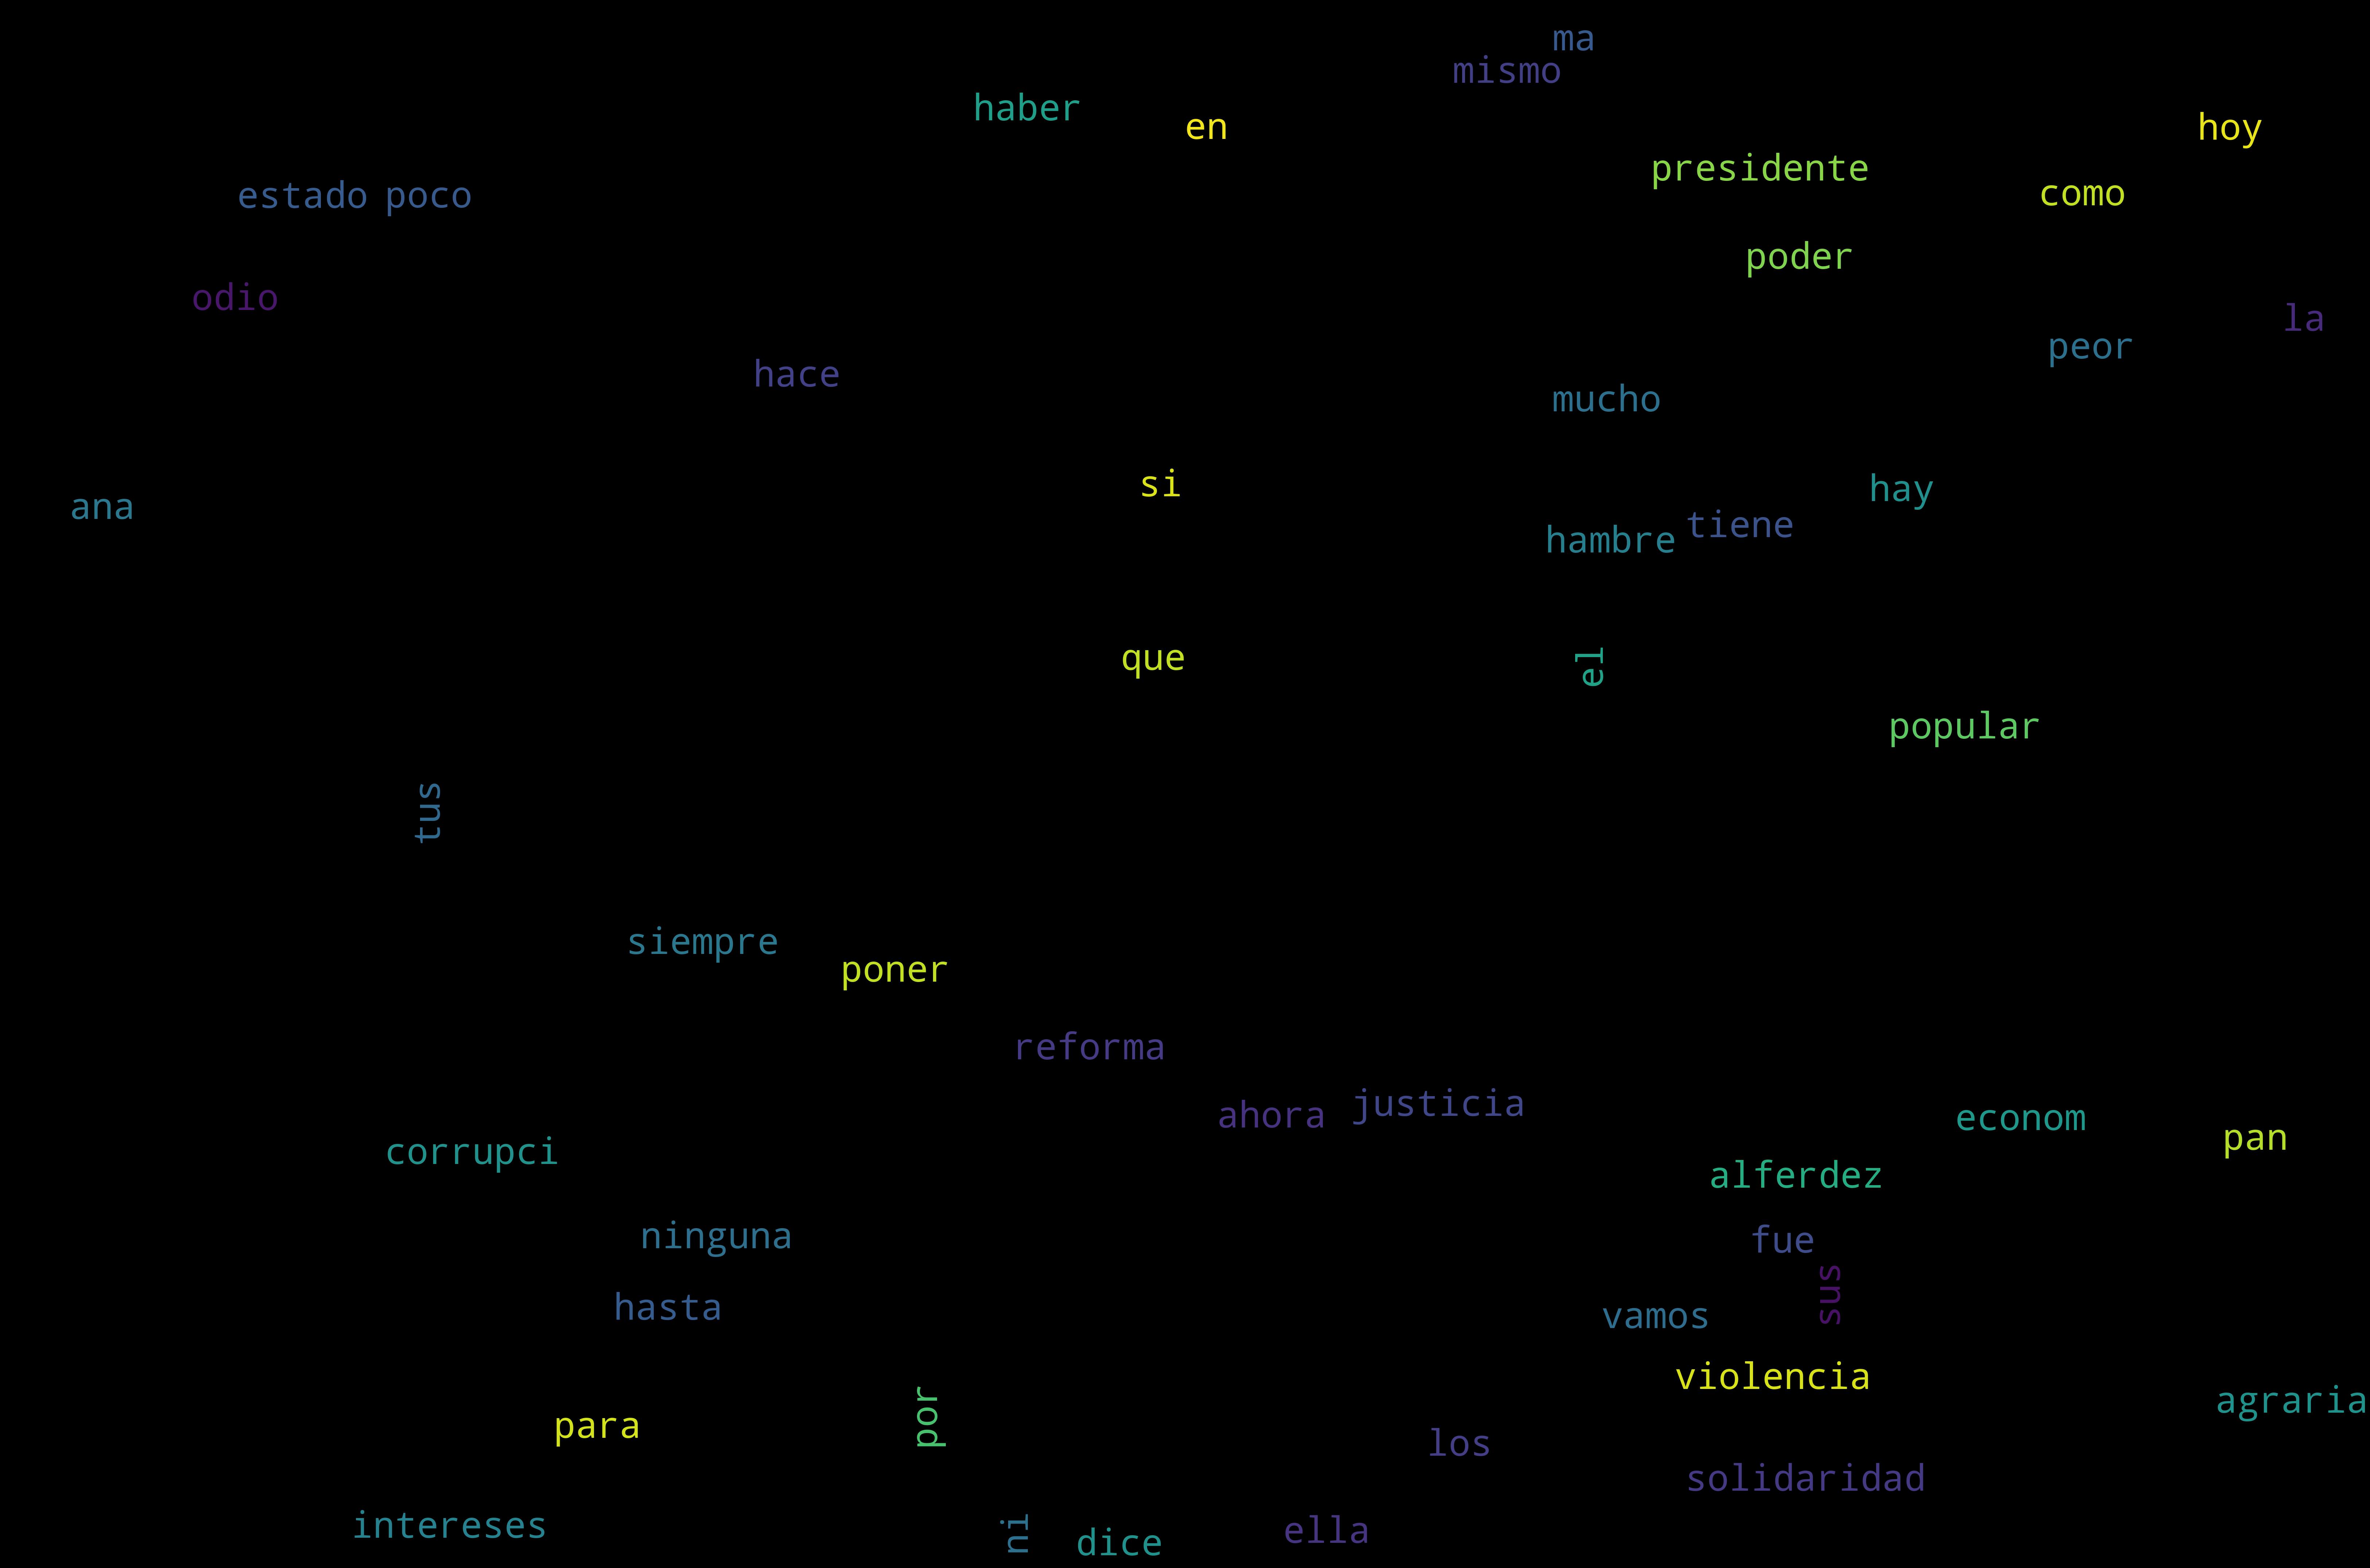 ma
mismo
haber
en
hoy
presidente
como
estado poco
poder
odio
la
peor
hace
mucho
si
hay
ana
tiene
hambre
que
el
popular
tus
siempre
poner
reforma
justicia
ahora
econom
pan
corrupci
alferdez
ninguna
fue
sus
hasta
vamos
violencia
agraria
por
para
los
solidaridad
intereses
ella
ni
dice